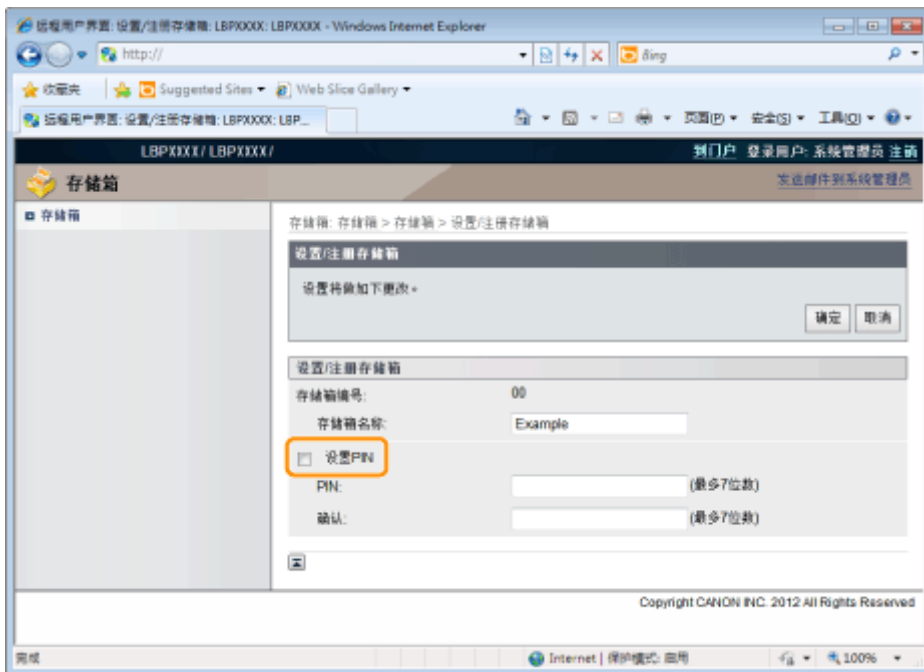 远程用户界面: 设置/注册存储箱: LBPXXXX: LBPXXXX - Windows Internet Explorer
http://
Bing
收藏夹 Suggested Sites Web Slice Gallery
远程用户界面: 设置/注册存储箱: LBPXXXX: LBP... 页面(P) 安全(S) 工具(O)
LBPXXXX / LBPXXXX / 到门户 登录用户: 系统管理员 注销
存储箱 发送邮件到系统管理员
存储箱
存储箱: 存储箱 > 存储箱 > 设置/注册存储箱
设置/注册存储箱
设置将做如下更改。
确定 取消
设置/注册存储箱
存储箱编号: 00
存储箱名称: Example
设置PIN
PIN: (最多7位数)
确认: (最多7位数)
Copyright CANON INC. 2012 All Rights Reserved
完成 Internet | 保护模式: 启用 100%